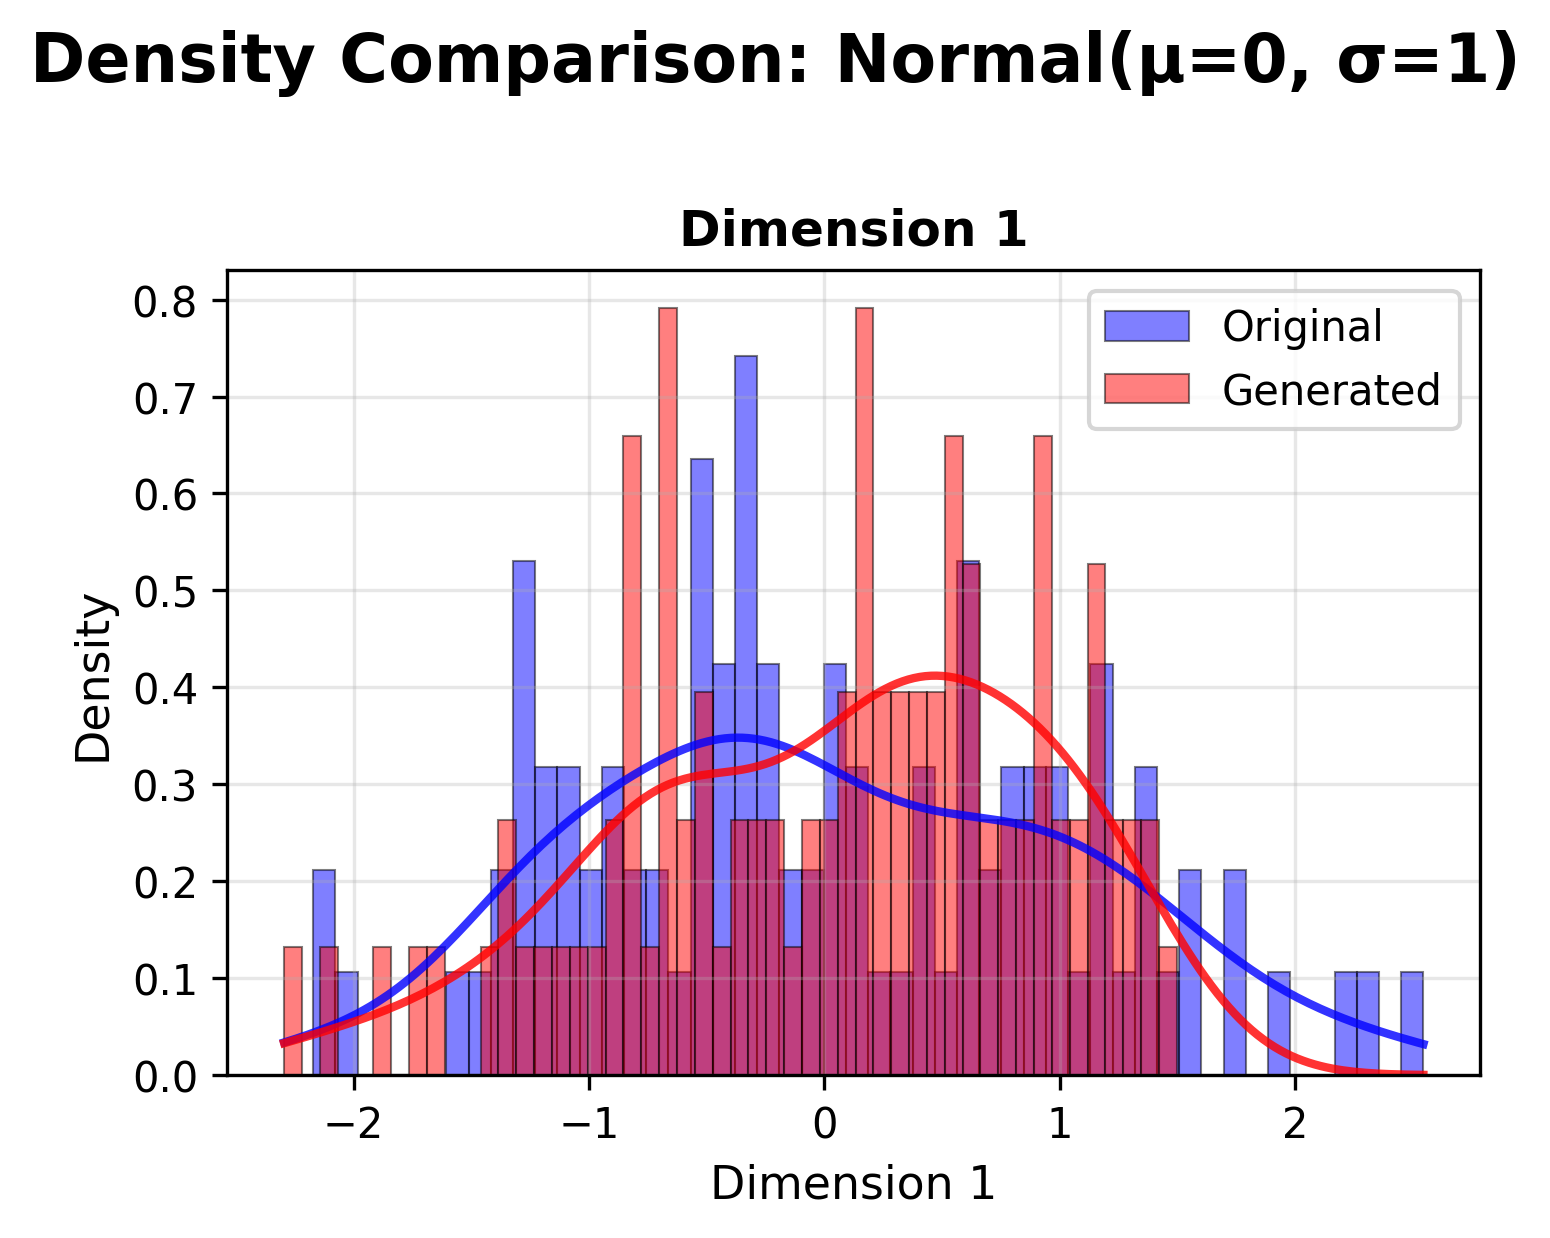 Density Comparison: Normal(μ=0, σ=1)
Dimension 1
Original
Generated
Density
0.8
0.7
0.6
0.5
0.4
0.3
0.2
0.1
0.0
−2 −1 0 1 2
Dimension 1